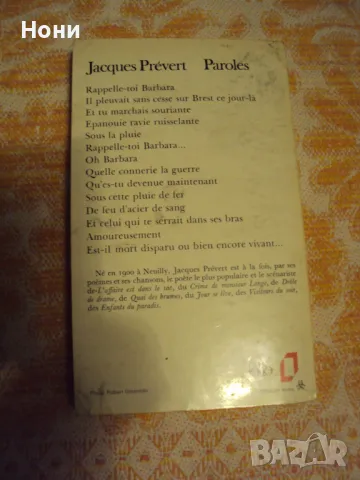 Нони
Jacques Prévert Paroles
Rappelle-toi Barbara
Il pleuvait sans cesse sur Brest ce jour-là
Et tu marchais souriante
Épanouie ravie ruisselante
Sous la pluie
Rappelle-toi Barbara...
Oh Barbara
Quelle connerie la guerre
Qu'es-tu devenue maintenant
Sous cette pluie de fer
De feu d'acier de sang
Et celui qui te serrait dans ses bras
Amoureusement
Est-il mort disparu ou bien encore vivant...
Né en 1900 à Neuilly, Jacques Prévert est à la fois, par ses
poèmes et ses chansons, le poète le plus populaire et le scénariste
de L'affaire est dans le sac, du Crime de monsieur Lange, de Drôle
de drame, de Quai des brumes, du Jour se lève, des Visiteurs du soir,
des Enfants du paradis.
Photo Robert Doisneau
BAZAR
bg